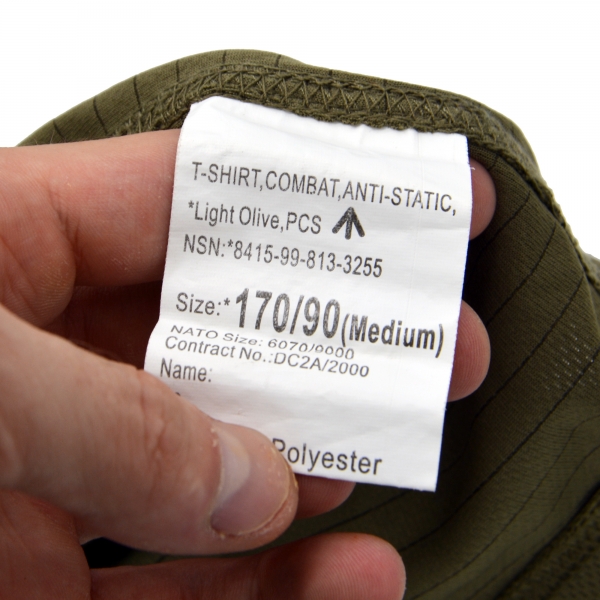 T-SHIRT,COMBAT,ANTI-STATIC,
*Light Olive,PCS
NSN:*8415-99-813-3255
Size:*170/90(Medium)
NATO Size: 6070/9000
Contract No.:DC2A/2000
Name:
Polyester